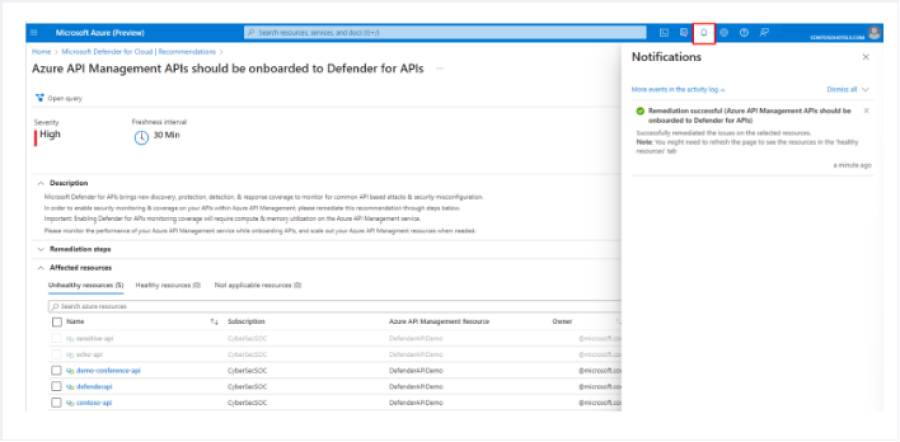 Microsoft Azure (Preview)
Search resources, services, and docs (G+/)
CONTOSOHOTELS.COM
Home > Microsoft Defender for Cloud | Recommendations >
Azure API Management APIs should be onboarded to Defender for APIs ...
Open query
Severity
High
Freshness interval
30 Min
Description
Microsoft Defender for APIs brings new discovery, protection, detection, & response coverage to monitor for common API based attacks & security misconfiguration.
In order to enable security monitoring & coverage on your APIs within Azure API Management, please remediate this recommendation through steps below.
Important: Enabling Defender for APIs monitoring coverage will require compute & memory utilization on the Azure API Management service.
Please monitor the performance of your Azure API Management service while onboarding APIs, and scale out your Azure API Managment resources when needed.
Remediation steps
Affected resources
Unhealthy resources (5) Healthy resources (0) Not applicable resources (0)
Search azure resources
Name Subscription Azure API Management Resource Owner
sensitive-api CyberSecSOC DefenderAPIDemo @microsoft.co
echo-api CyberSecSOC DefenderAPIDemo @microsoft.co
demo-conference-api CyberSecSOC DefenderAPIDemo @microsoft.co
defenderapi CyberSecSOC DefenderAPIDemo @microsoft.co
contoso-api CyberSecSOC DefenderAPIDemo @microsoft.co
Notifications
More events in the activity log → Dismiss all
Remediation successful (Azure API Management APIs should be
onboarded to Defender for APIs)
Successfully remediated the issues on the selected resources.
Note: You might need to refresh the page to see the resources in the 'healthy
resources' tab
a minute ago